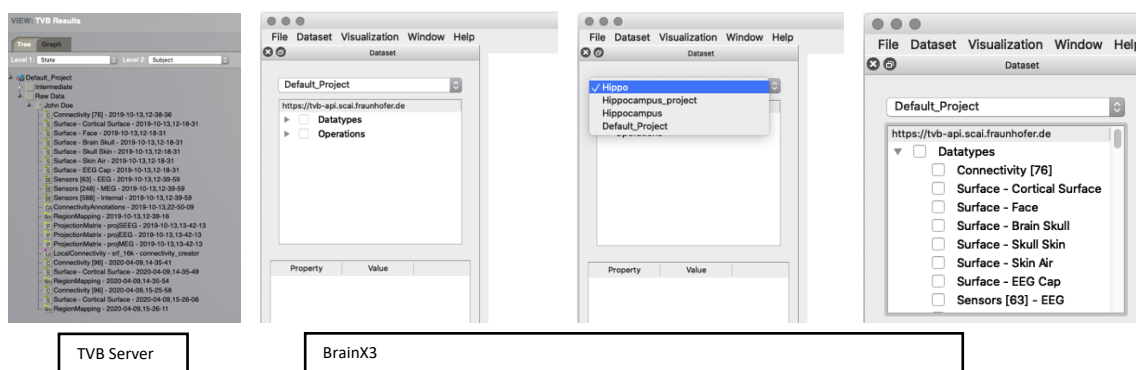 VIEW: TVB Results
Tree Graph
Level 1: State Level 2: Subject
Default_Project
Intermediate
Raw Data
John Doe
Connectivity [76] - 2019-10-13,12-38-36
Surface - Cortical Surface - 2019-10-13,12-18-31
Surface - Face - 2019-10-13,12-18-31
Surface - Brain Skull - 2019-10-13,12-18-31
Surface - Skull Skin - 2019-10-13,12-18-31
Surface - Skin Air - 2019-10-13,12-18-31
Surface - EEG Cap - 2019-10-13,12-18-31
Sensors [63] - EEG - 2019-10-13,12-39-59
Sensors [248] - MEG - 2019-10-13,12-39-59
Sensors [588] - Internal - 2019-10-13,12-39-59
ConnectivityAnnotations - 2019-10-13,22-50-09
RegionMapping - 2019-10-13,12-39-16
ProjectionMatrix - projSEEG - 2019-10-13,13-42-13
ProjectionMatrix - projEEG - 2019-10-13,13-42-13
ProjectionMatrix - projMEG - 2019-10-13,13-42-13
LocalConnectivity - srf_16k - connectivity_creator
Connectivity [96] - 2020-04-09,14-35-41
Surface - Cortical Surface - 2020-04-09,14-35-49
RegionMapping - 2020-04-09,14-35-54
Connectivity [96] - 2020-04-09,15-25-58
Surface - Cortical Surface - 2020-04-09,15-26-06
RegionMapping - 2020-04-09,15-26-11
TVB Server
File Dataset Visualization Window Help
Dataset
Default_Project
https://tvb-api.scai.fraunhofer.de
Datatypes
Operations
Property Value
File Dataset Visualization Window Help
Dataset
✓ Hippo
Hippocampus_project
Hippocampus
Default_Project
Property Value
File Dataset Visualization Window Help
Dataset
Default_Project
https://tvb-api.scai.fraunhofer.de
Datatypes
Connectivity [76]
Surface - Cortical Surface
Surface - Face
Surface - Brain Skull
Surface - Skull Skin
Surface - Skin Air
Surface - EEG Cap
Sensors [63] - EEG
BrainX3